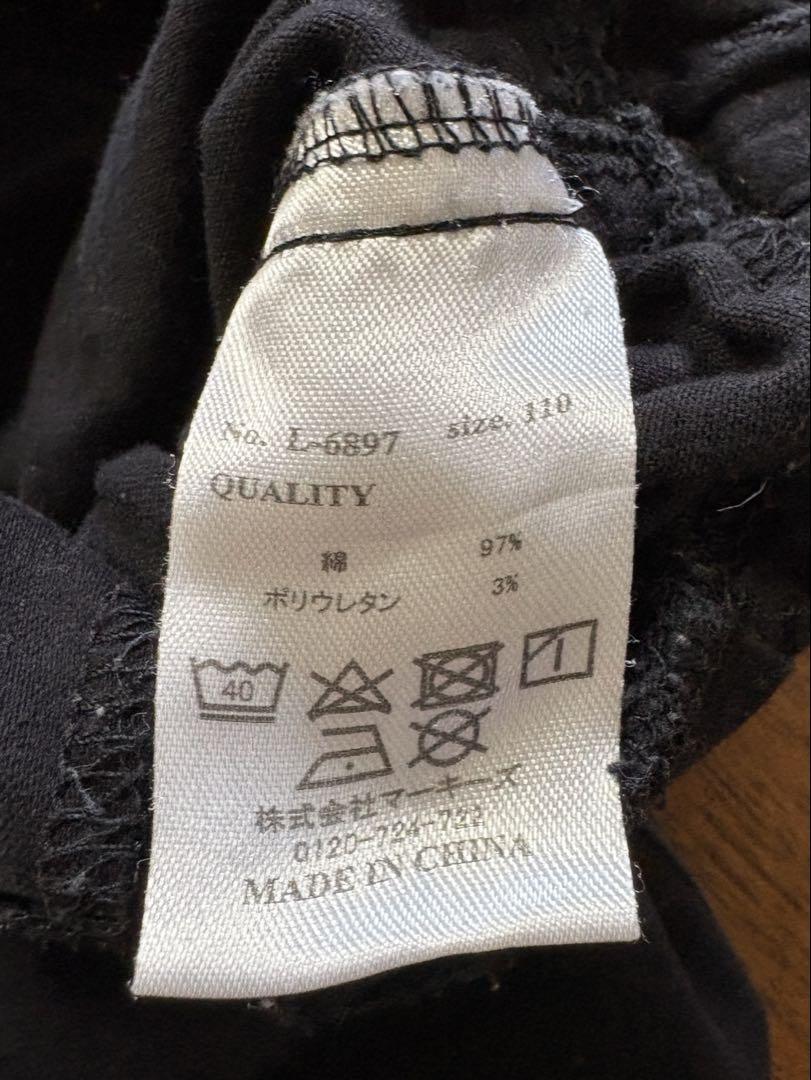 No. L-6897 size. 110
QUALITY
綿 97%
ポリウレタン 3%
40
株式会社マーキーズ
0120-724-722
MADE IN CHINA